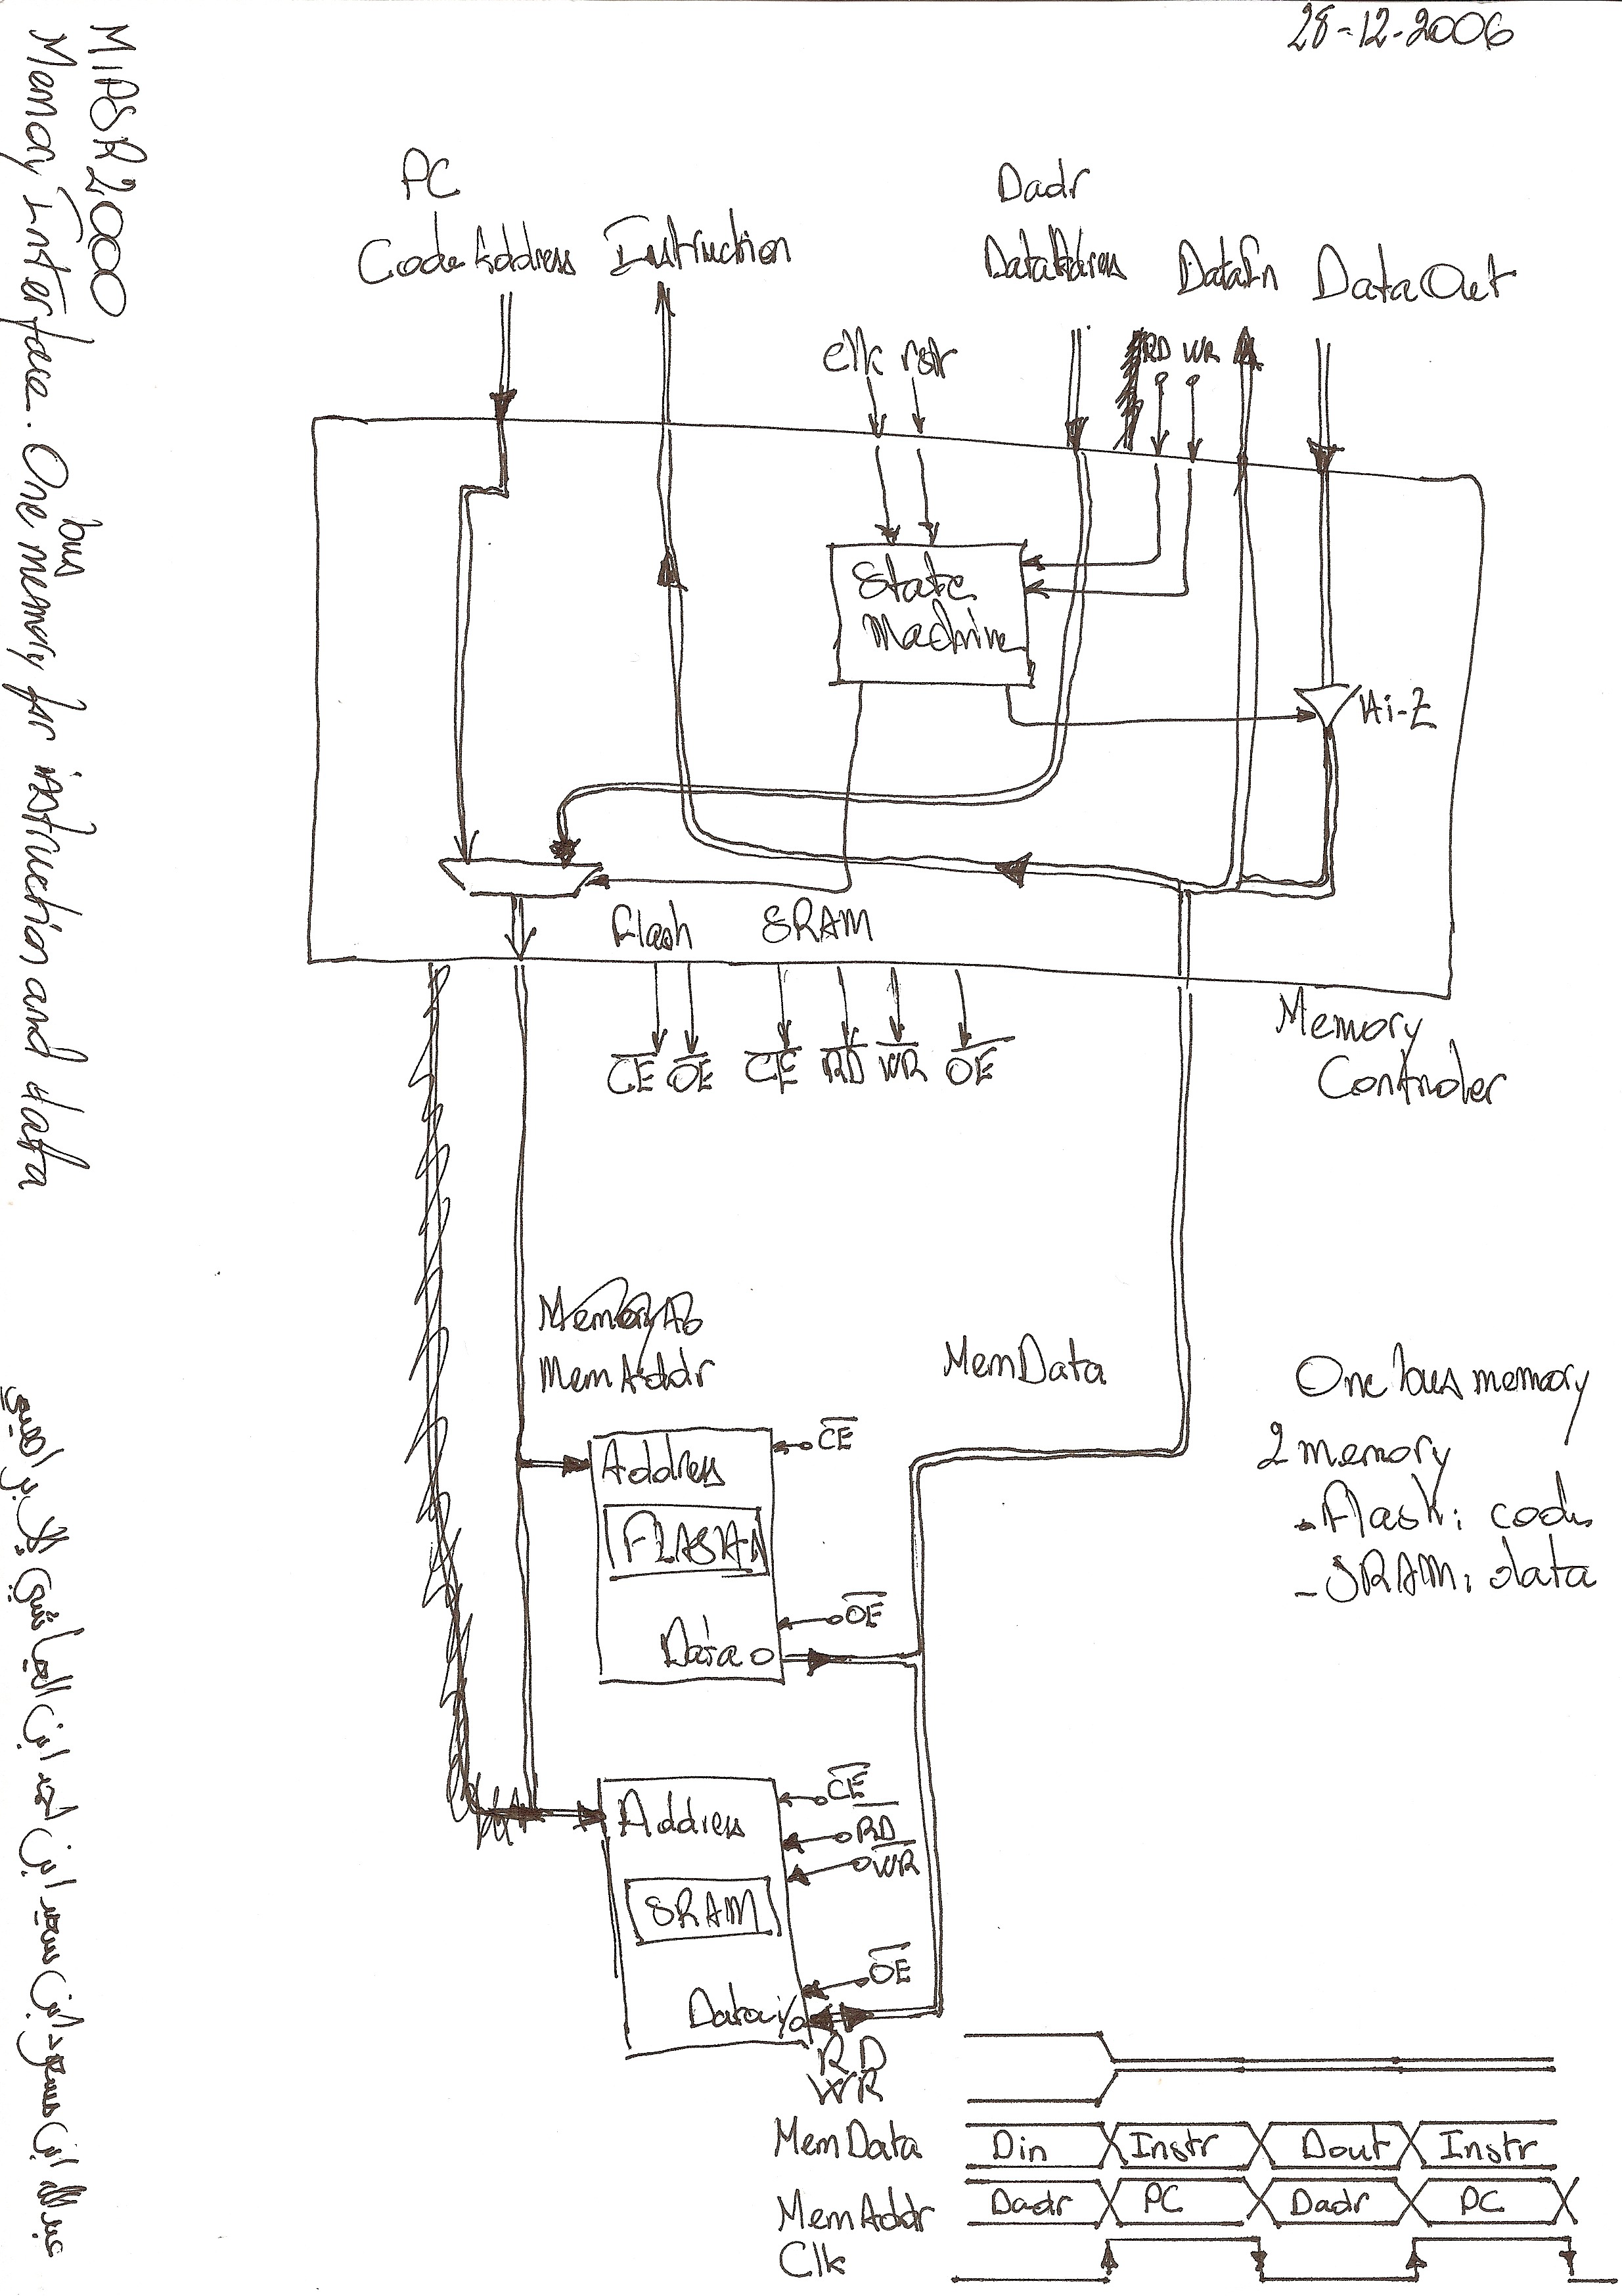 28-12-2006
MIPSR2000
bus
Memory Interface. One memory for instruction and data
PC
Code Address
Instruction
Dadr
DataAdress
DataIn
DataOut
clk rst
RD WR
State
Machine
Hi-Z
Flash
SRAM
CE OE
CE RD WR OE
Memory
Controler
MemAddr
MemData
One bus memory
2 memory
- Flash: code
- SRAM: data
Address
CE
FLASH
OE
Data o
Address
CE
RD
WR
SRAM
OE
Data i/o
RD
WR
MemData Din Instr Dout Instr
MemAddr Dadr PC Dadr PC
Clk